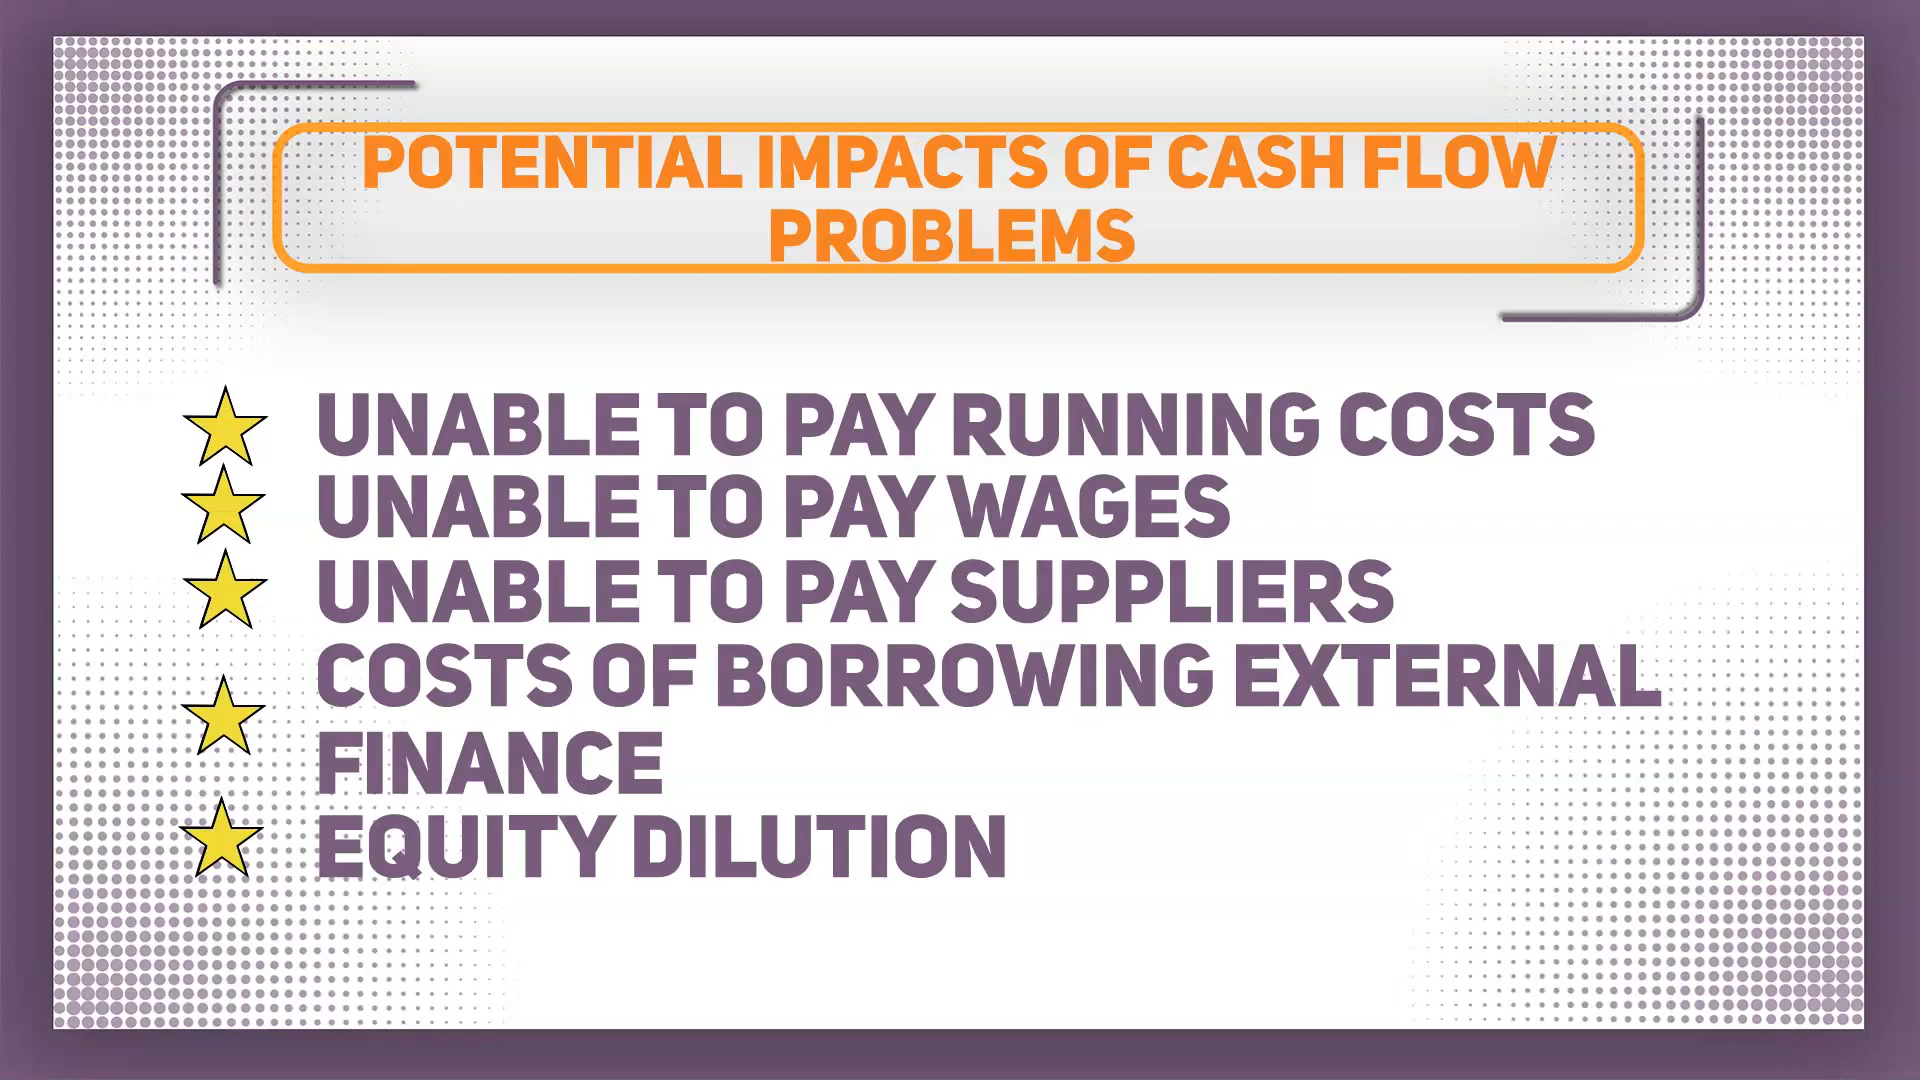 POTENTIAL IMPACTS OF CASH FLOW
PROBLEMS
UNABLE TO PAY RUNNING COSTS
UNABLE TO PAY WAGES
UNABLE TO PAY SUPPLIERS
COSTS OF BORROWING EXTERNAL
FINANCE
EQUITY DILUTION